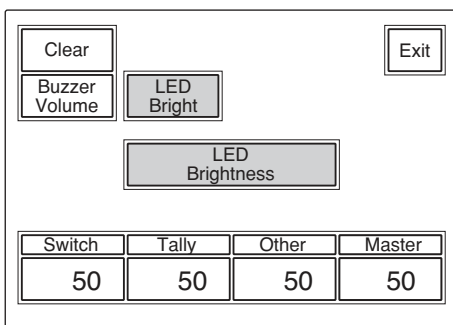 Clear
Exit
Buzzer
Volume
LED
Bright
LED
Brightness
Switch Tally Other Master
50 50 50 50